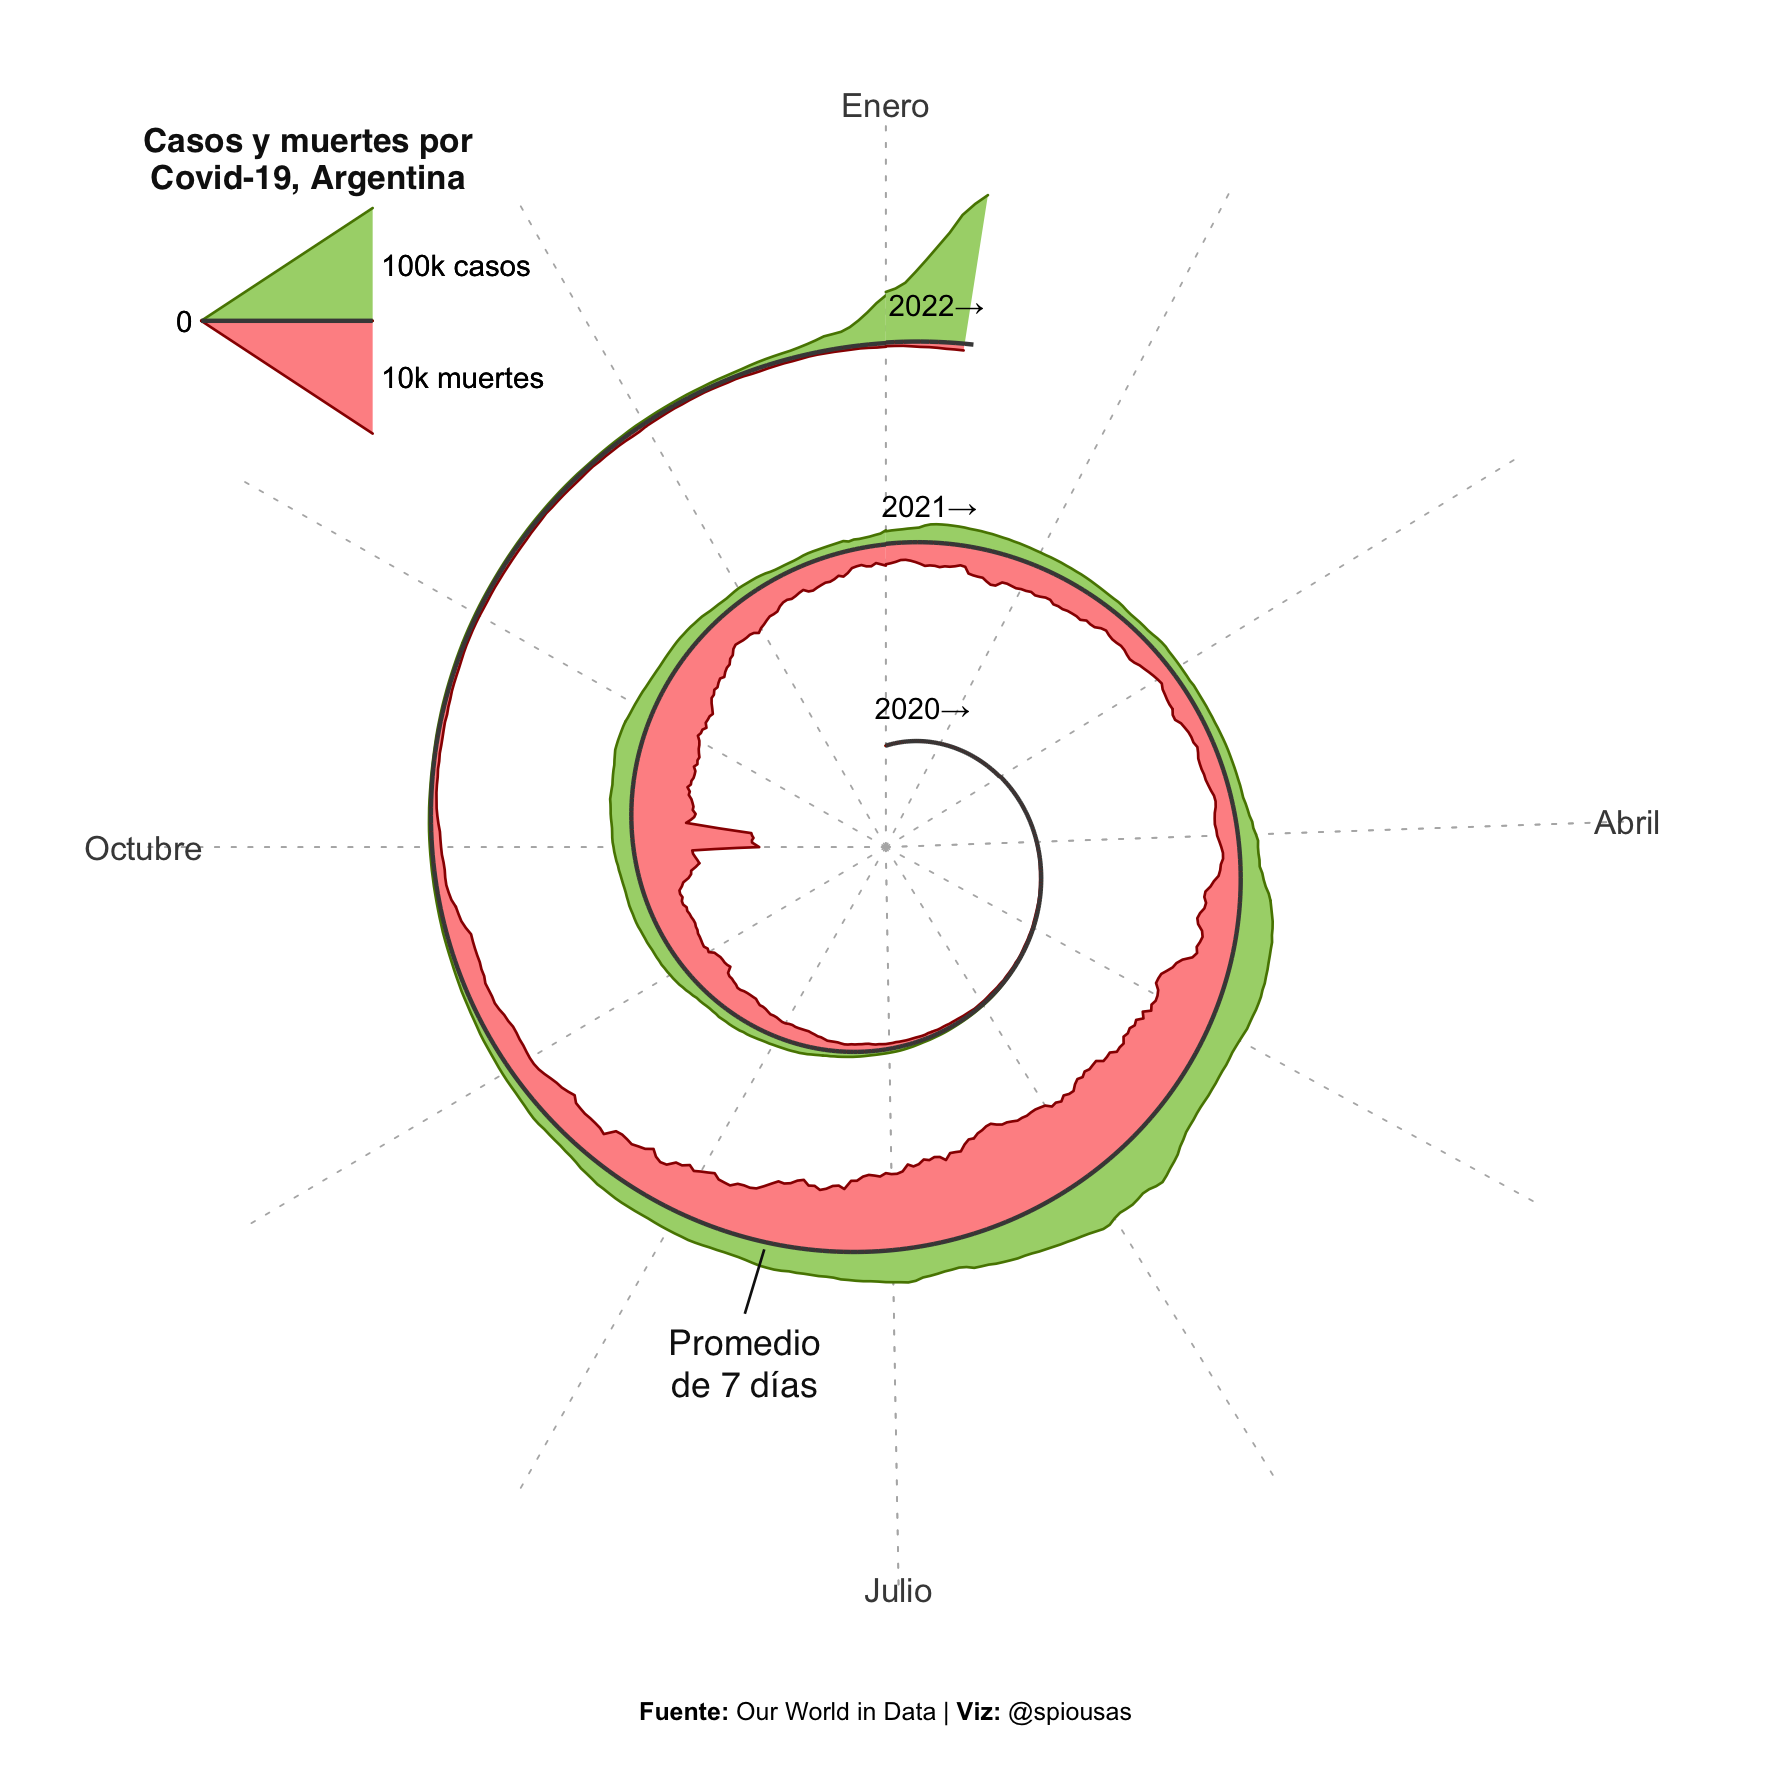 Enero
Casos y muertes por
Covid-19, Argentina
100k casos
0
10k muertes
2022→
2021→
2020→
Abril
Octubre
Promedio
de 7 días
Julio
Fuente: Our World in Data | Viz: @spiousas